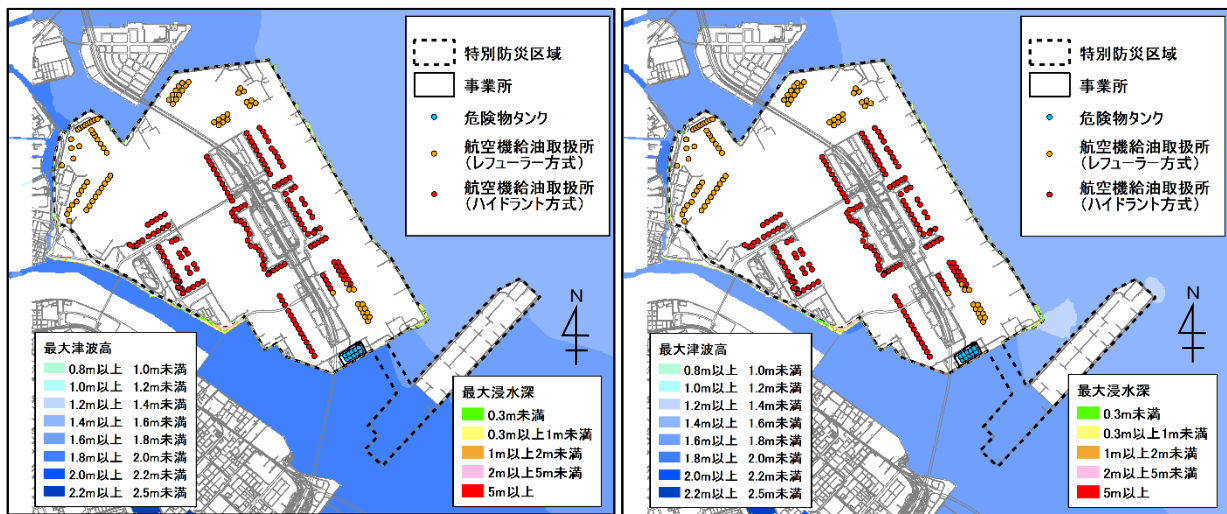 特別防災区域
事業所
危険物タンク
航空機給油取扱所
(レフューラー方式)
航空機給油取扱所
(ハイドラント方式)
N
最大津波高
0.8m以上 1.0m未満
1.0m以上 1.2m未満
1.2m以上 1.4m未満
1.4m以上 1.6m未満
1.6m以上 1.8m未満
1.8m以上 2.0m未満
2.0m以上 2.2m未満
2.2m以上 2.5m未満
最大浸水深
0.3m未満
0.3m以上1m未満
1m以上2m未満
2m以上5m未満
5m以上
特別防災区域
事業所
危険物タンク
航空機給油取扱所
(レフューラー方式)
航空機給油取扱所
(ハイドラント方式)
N
最大津波高
0.8m以上 1.0m未満
1.0m以上 1.2m未満
1.2m以上 1.4m未満
1.4m以上 1.6m未満
1.6m以上 1.8m未満
1.8m以上 2.0m未満
2.0m以上 2.2m未満
2.2m以上 2.5m未満
最大浸水深
0.3m未満
0.3m以上1m未満
1m以上2m未満
2m以上5m未満
5m以上